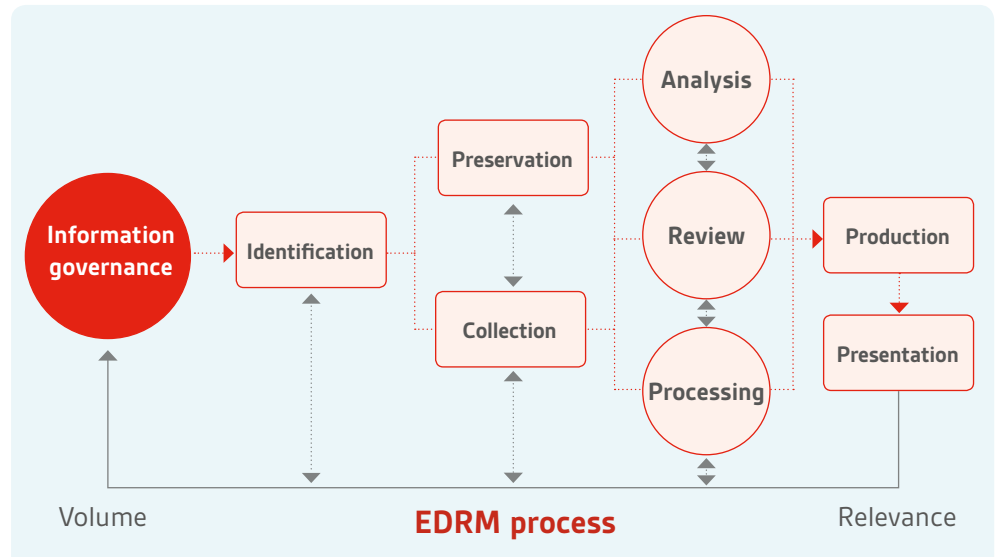 Information
governance
Identification
Preservation
Collection
Analysis
Review
Processing
Production
Presentation
Volume
EDRM process
Relevance